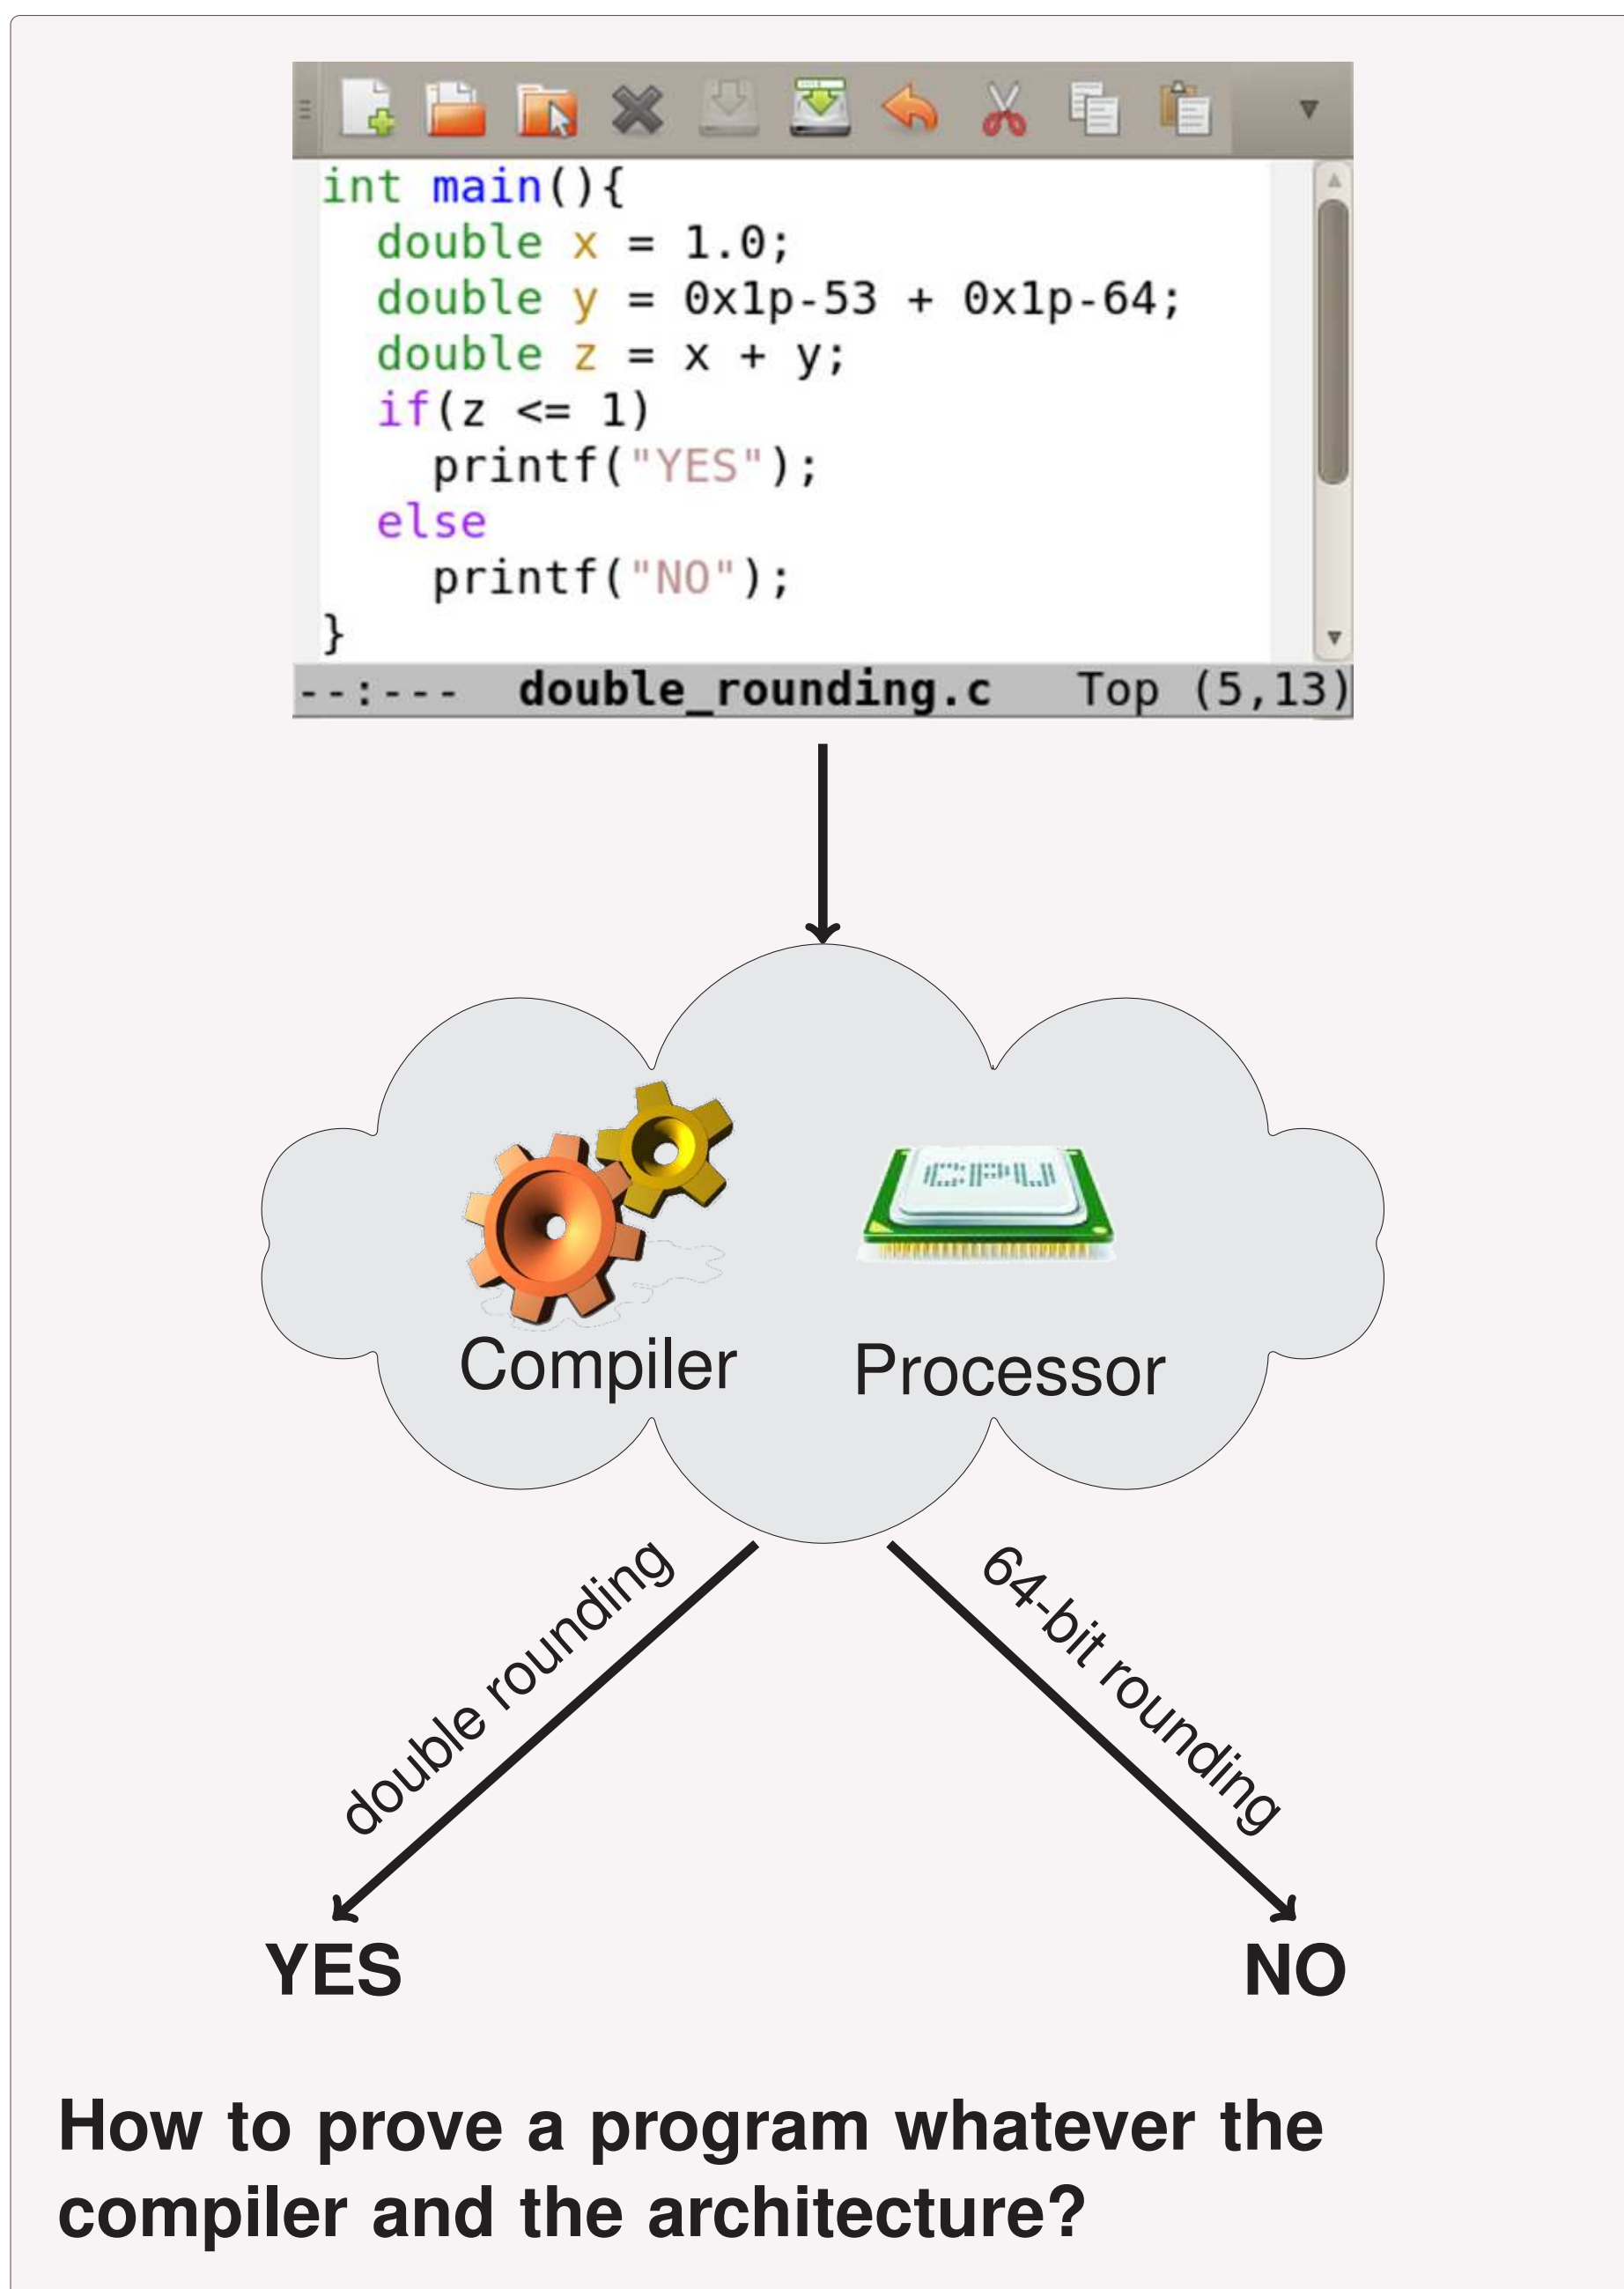 int main(){
double x = 1.0;
double y = 0x1p-53 + 0x1p-64;
double z = x + y;
if(z <= 1)
printf("YES");
else
printf("NO");
}
--:--- double_rounding.c Top (5,13)
CPU
Compiler Processor
double rounding
64-bit rounding
YES
NO
How to prove a program whatever the
compiler and the architecture?